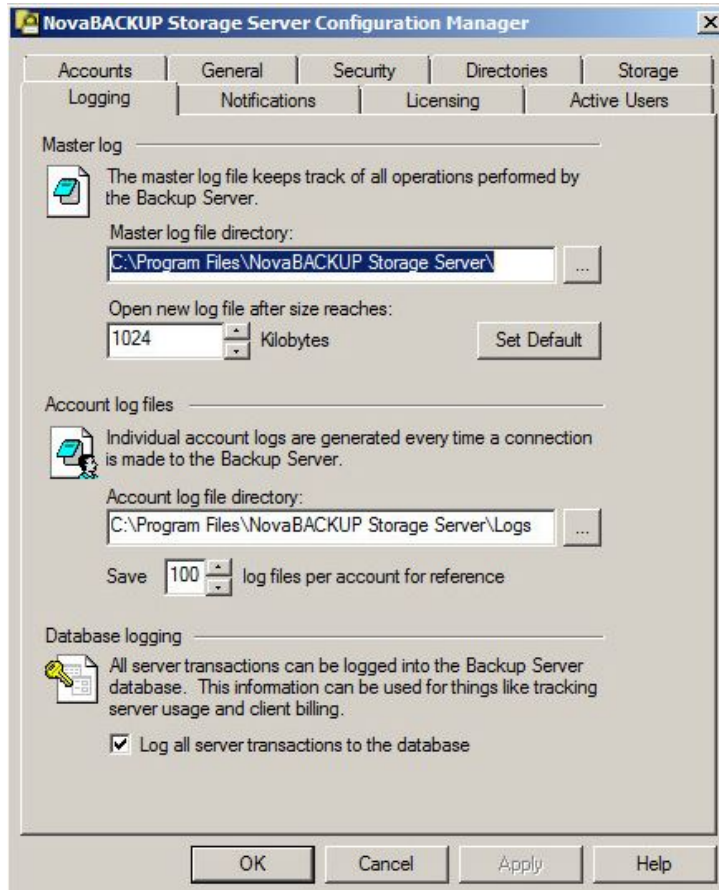 NovaBACKUP Storage Server Configuration Manager
Accounts General Security Directories Storage
Logging Notifications Licensing Active Users
Master log
The master log file keeps track of all operations performed by
the Backup Server.
Master log file directory:
C:\Program Files\NovaBACKUP Storage Server\
...
Open new log file after size reaches:
1024 Kilobytes Set Default
Account log files
Individual account logs are generated every time a connection
is made to the Backup Server.
Account log file directory:
C:\Program Files\NovaBACKUP Storage Server\Logs
...
Save 100 log files per account for reference
Database logging
All server transactions can be logged into the Backup Server
database. This information can be used for things like tracking
server usage and client billing.
Log all server transactions to the database
OK Cancel Apply Help